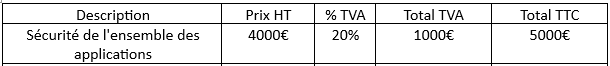 Description Prix HT % TVA Total TVA Total TTC
Sécurité de l'ensemble des 4000€ 20% 1000€ 5000€
applications